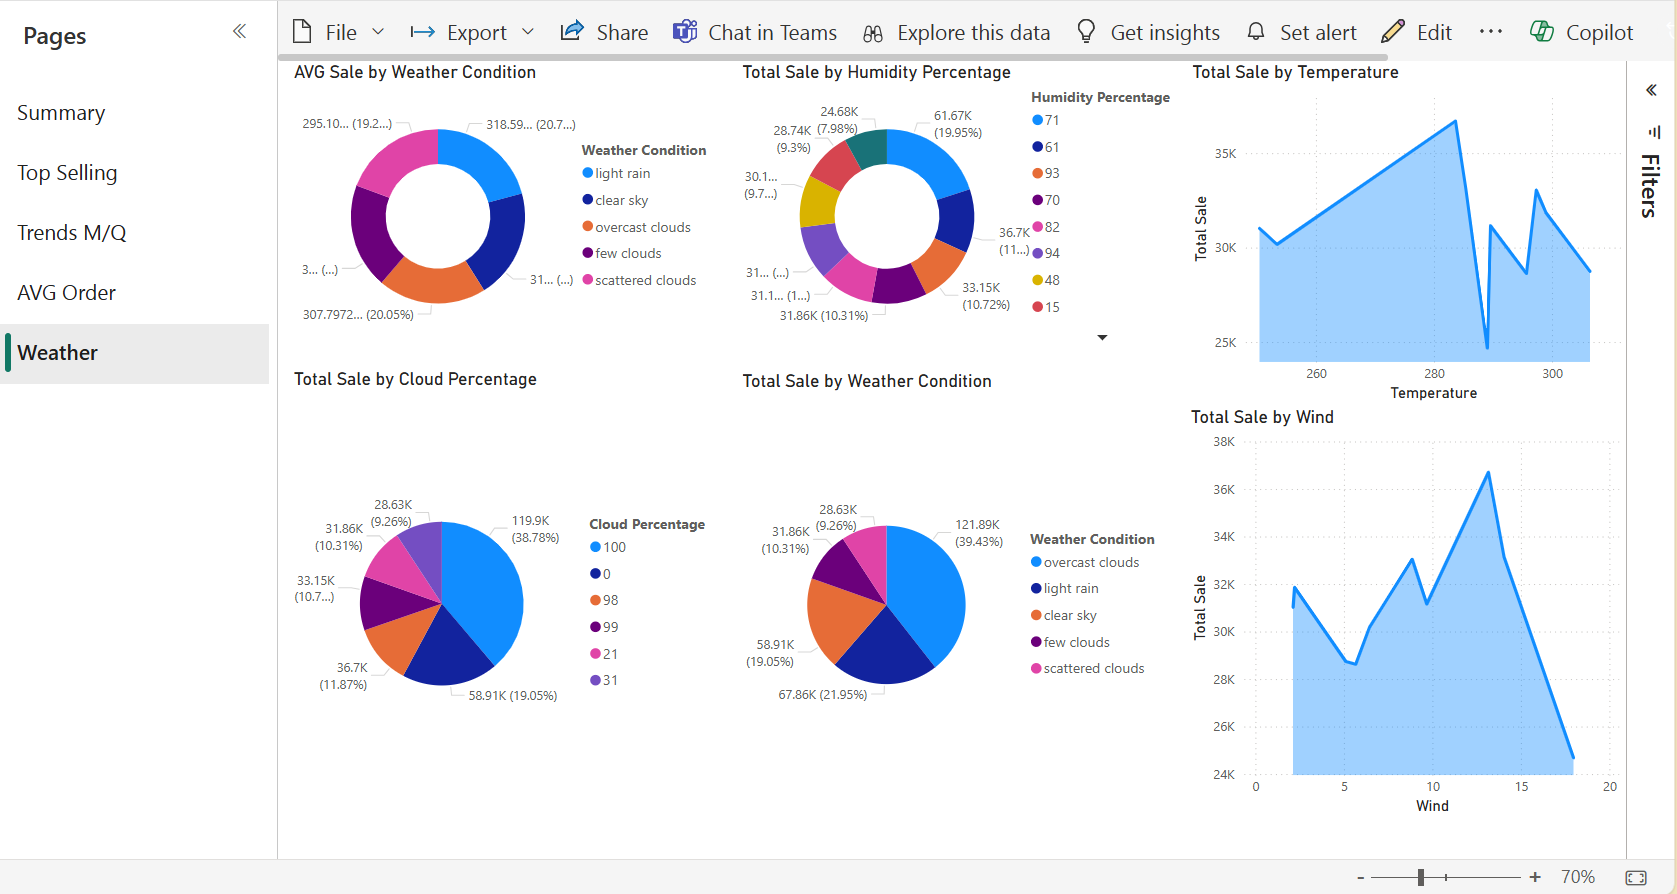 Pages
File
Export
Share
Chat in Teams
Explore this data
Get insights
Set alert
Edit
Copilot
Summary
Top Selling
Trends M/Q
AVG Order
Weather
AVG Sale by Weather Condition
295.10... (19.2...)
318.59... (20.7...)
3... (...)
31... (...)
307.7972... (20.05%)
Weather Condition
light rain
clear sky
overcast clouds
few clouds
scattered clouds
Total Sale by Humidity Percentage
24.68K
(7.98%)
28.74K
(9.3%)
30.1...
(9.7...)
31... (...)
31.1... (1...)
31.86K (10.31%)
61.67K
(19.95%)
36.7K
(11...)
33.15K
(10.72%)
Humidity Percentage
71
61
93
70
82
94
48
15
Total Sale by Temperature
Total Sale
35K
30K
25K
260
280
300
Temperature
Total Sale by Cloud Percentage
28.63K
(9.26%)
31.86K
(10.31%)
33.15K
(10.7...)
36.7K
(11.87%)
119.9K
(38.78%)
58.91K (19.05%)
Cloud Percentage
100
0
98
99
21
31
Total Sale by Weather Condition
28.63K
(9.26%)
31.86K
(10.31%)
58.91K
(19.05%)
67.86K (21.95%)
121.89K
(39.43%)
Weather Condition
overcast clouds
light rain
clear sky
few clouds
scattered clouds
Total Sale by Wind
Total Sale
38K
36K
34K
32K
30K
28K
26K
24K
0
5
10
15
20
Wind
Filters
- + 70%